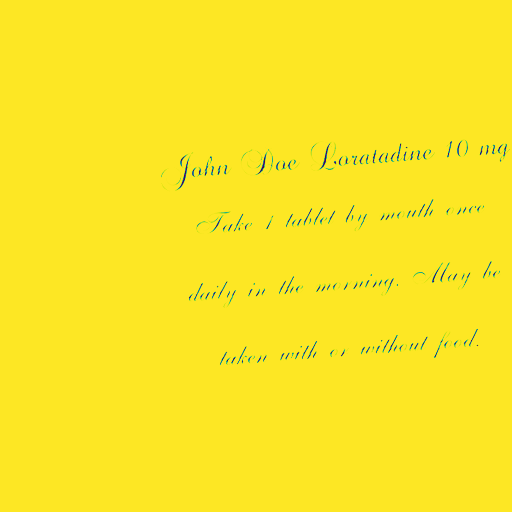 John Doe Loratadine 10 mg
Take 1 tablet by mouth once
daily in the morning. May be
taken with or without food.